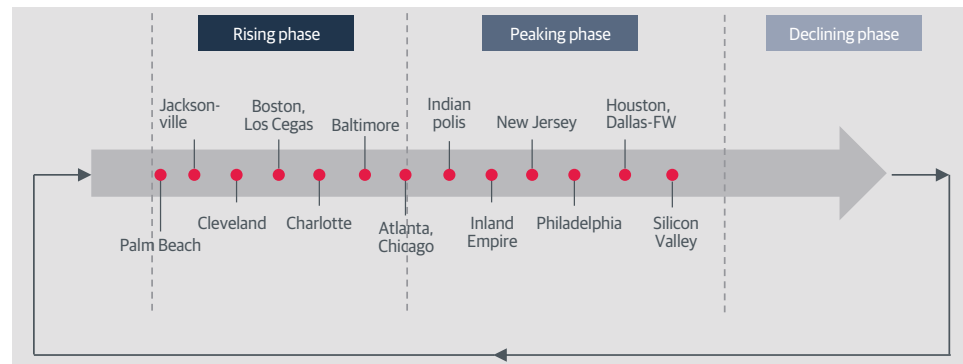 Rising phase
Peaking phase
Declining phase
Jackson-
ville
Boston,
Los Cegas
Baltimore
Indian
polis
New Jersey
Houston,
Dallas-FW
Palm Beach
Cleveland
Charlotte
Atlanta,
Chicago
Inland
Empire
Philadelphia
Silicon
Valley